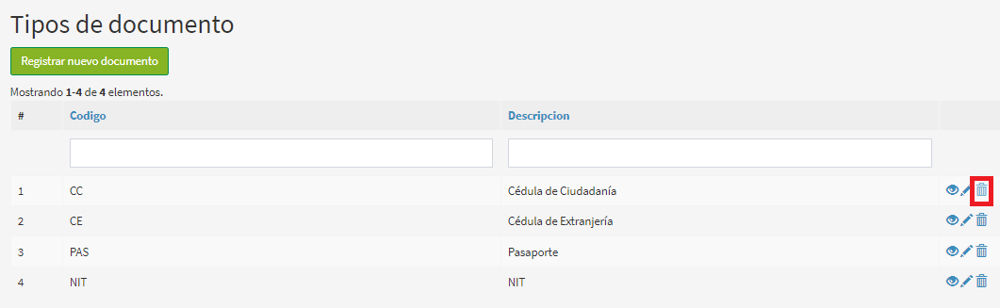 Tipos de documento
Registrar nuevo documento
Mostrando 1-4 de 4 elementos.
# Codigo Descripcion
1 CC Cédula de Ciudadanía
2 CE Cédula de Extranjería
3 PAS Pasaporte
4 NIT NIT